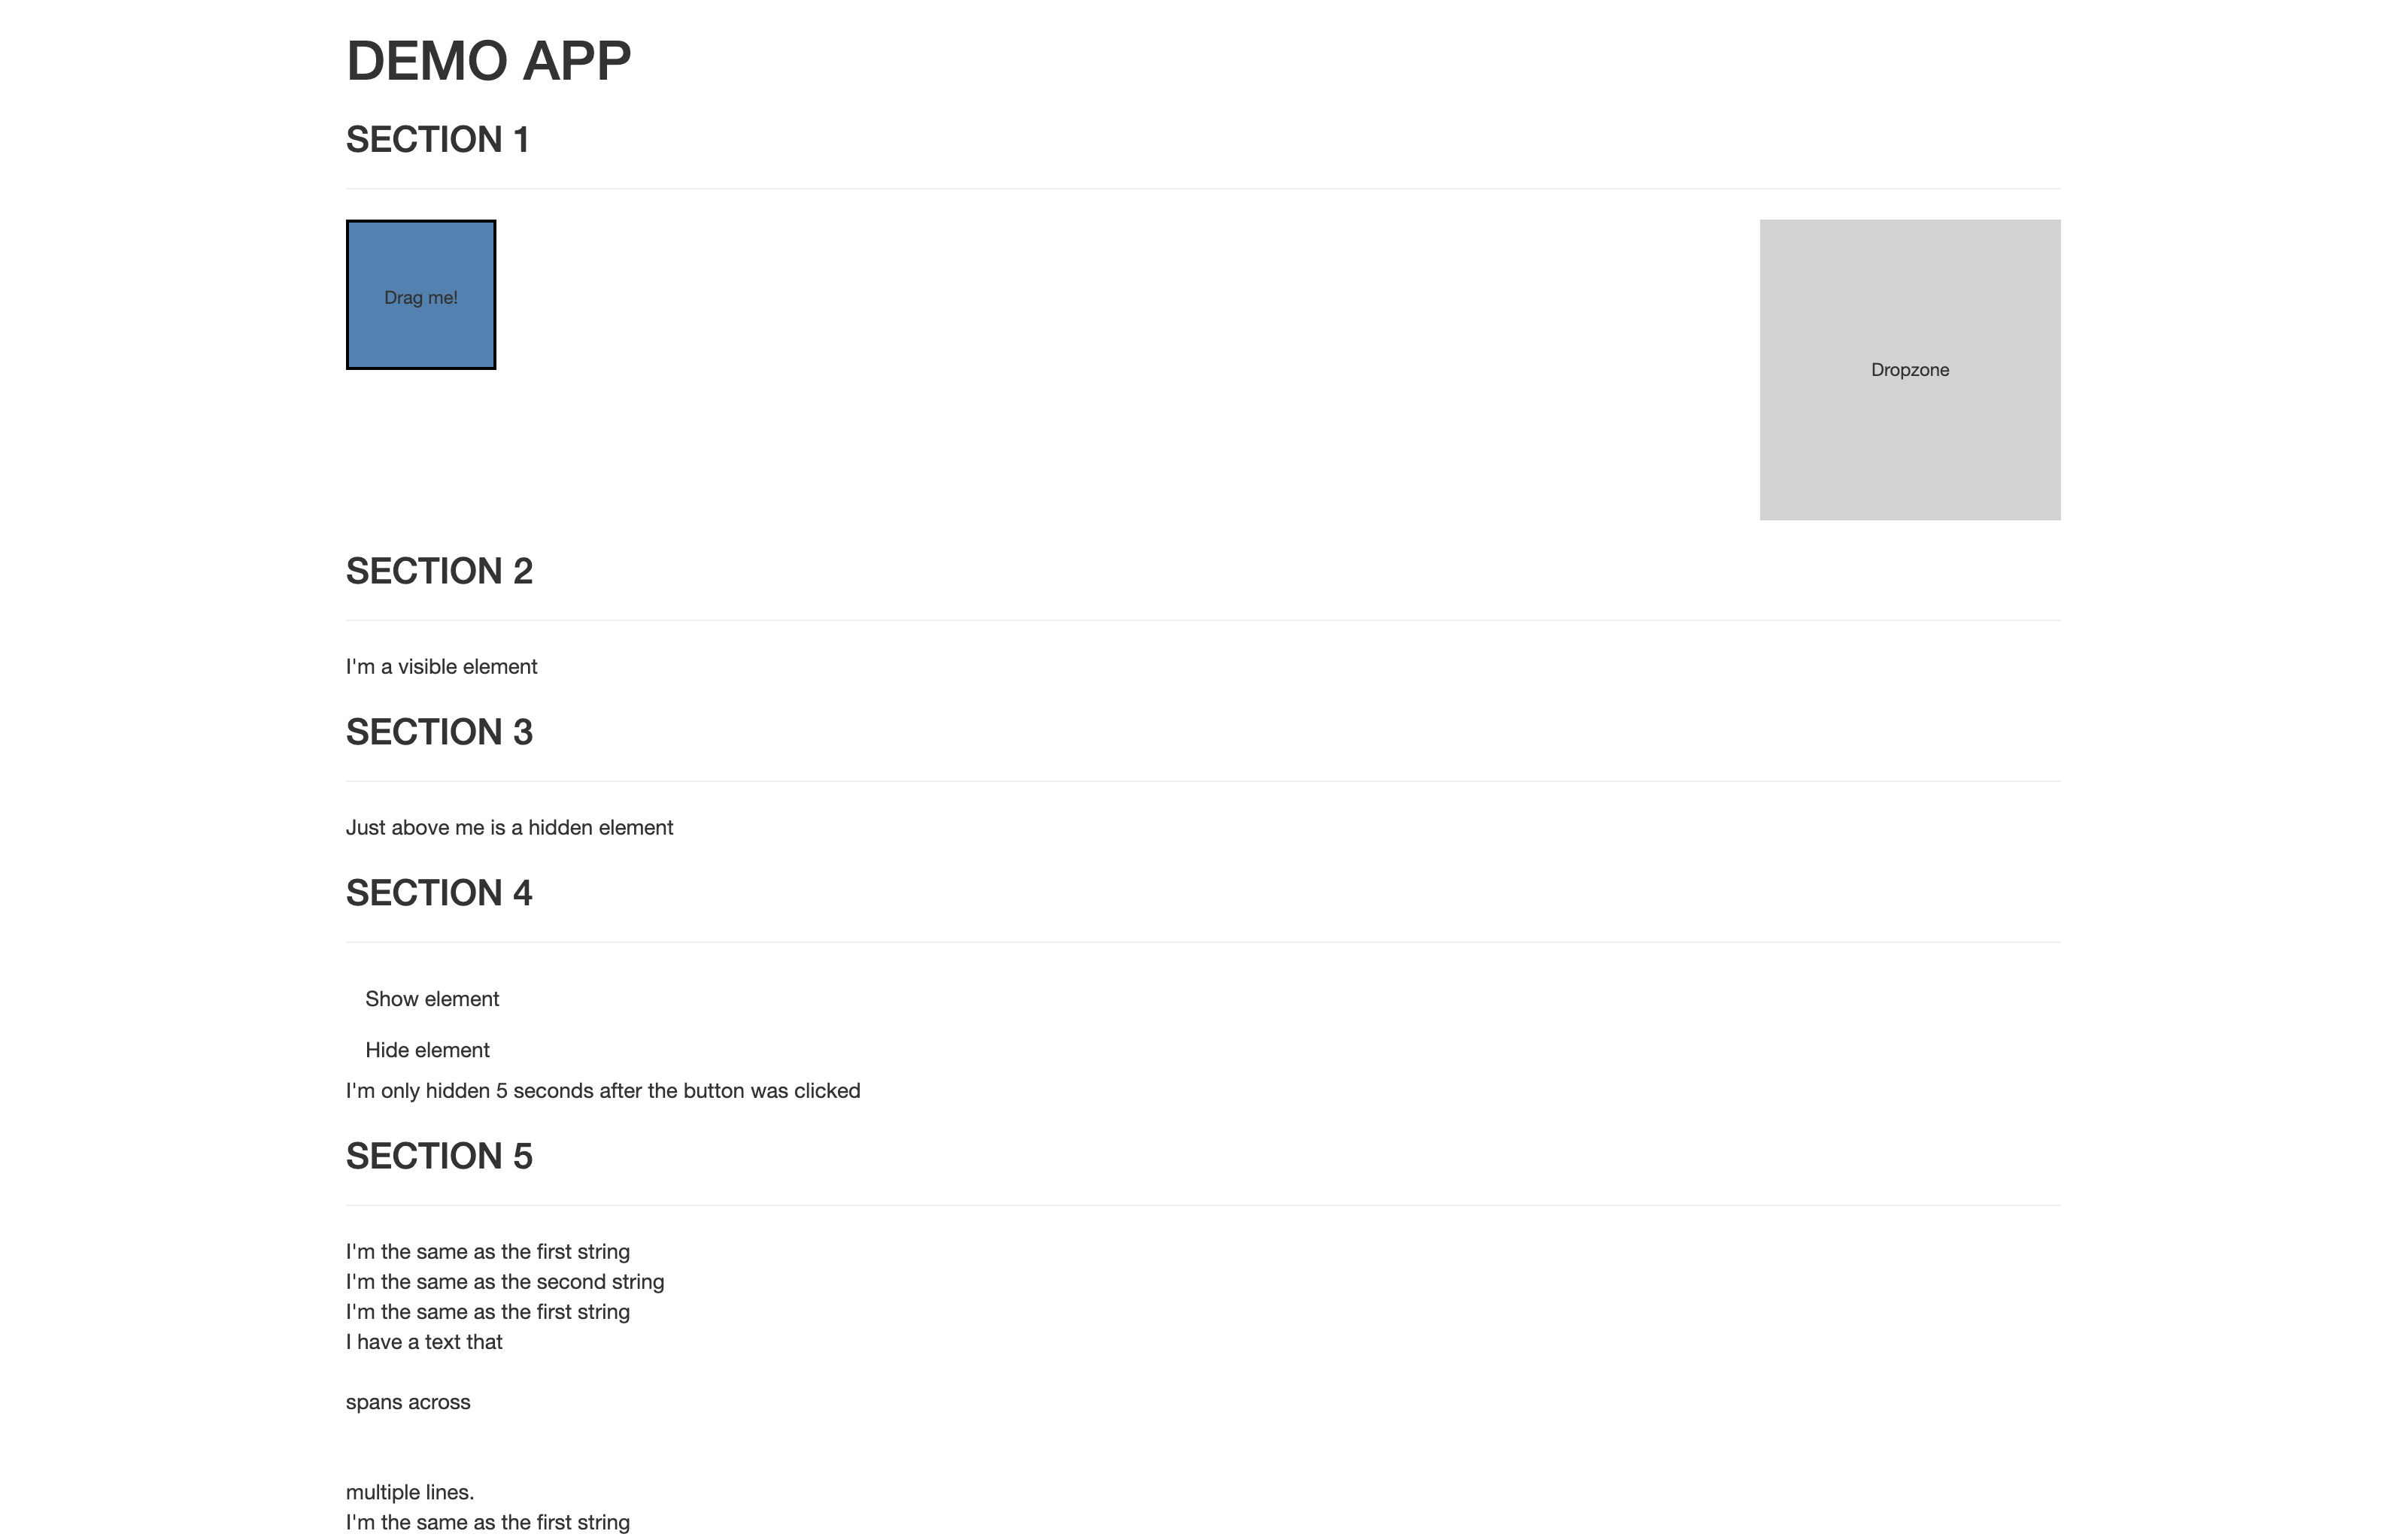 DEMO APP
SECTION 1
Drag me!
Dropzone
SECTION 2
I'm a visible element
SECTION 3
Just above me is a hidden element
SECTION 4
Show element
Hide element
I'm only hidden 5 seconds after the button was clicked
SECTION 5
I'm the same as the first string
I'm the same as the second string
I'm the same as the first string
I have a text that
spans across
multiple lines.
I'm the same as the first string